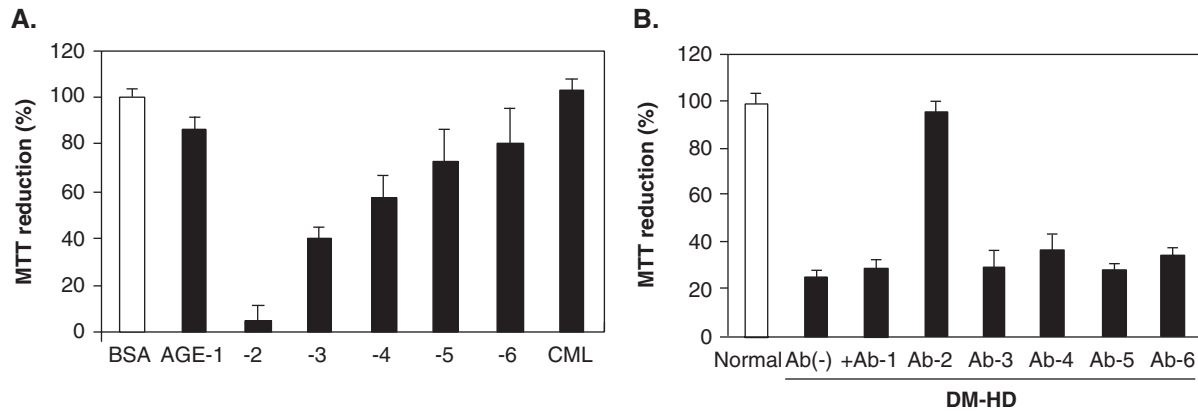 A.
120
100
80
60
40
20
0
MTT reduction (%)
BSA AGE-1 -2 -3 -4 -5 -6 CML
B.
120
100
80
60
40
20
0
MTT reduction (%)
Normal Ab(-) +Ab-1 Ab-2 Ab-3 Ab-4 Ab-5 Ab-6
DM-HD